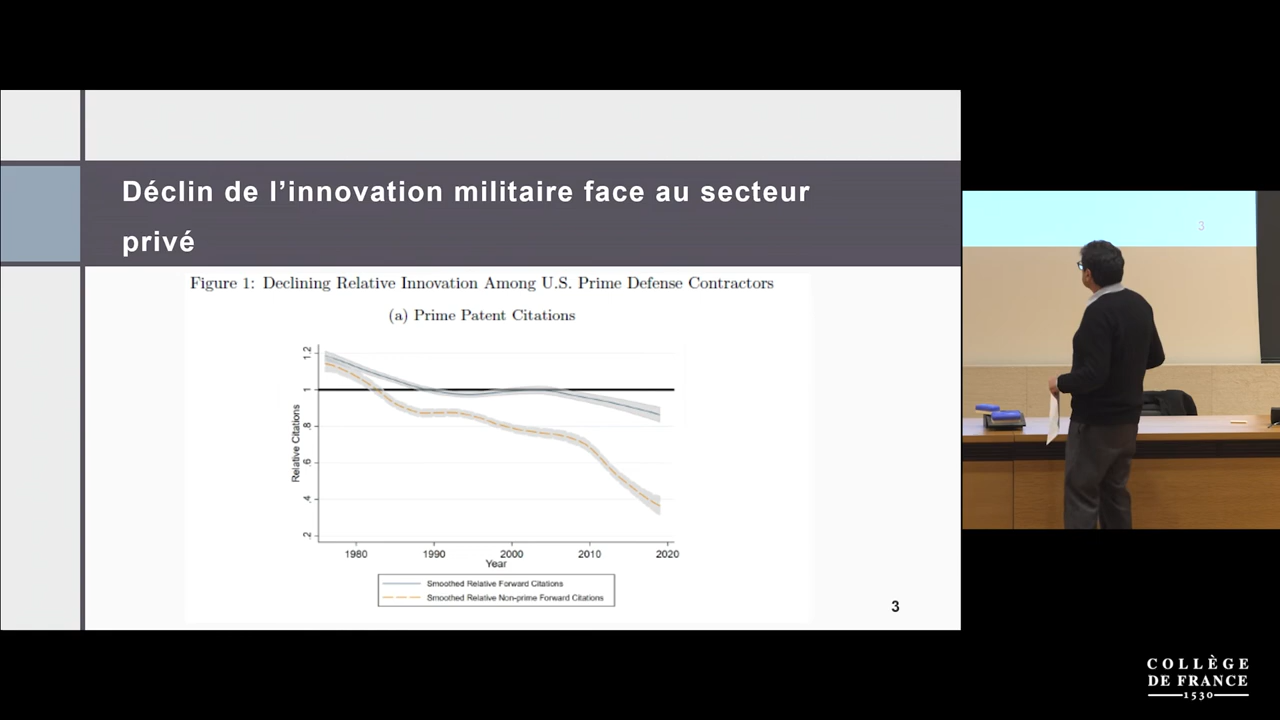 Déclin de l'innovation militaire face au secteur
privé
Figure 1: Declining Relative Innovation Among U.S. Prime Defense Contractors
(a) Prime Patent Citations
Relative Citations
1.2
1
.8
.6
.4
.2
1980 1990 2000 2010 2020
Year
Smoothed Relative Forward Citations
Smoothed Relative Non-prime Forward Citations
3
3
COLLÈGE
DE FRANCE
1530